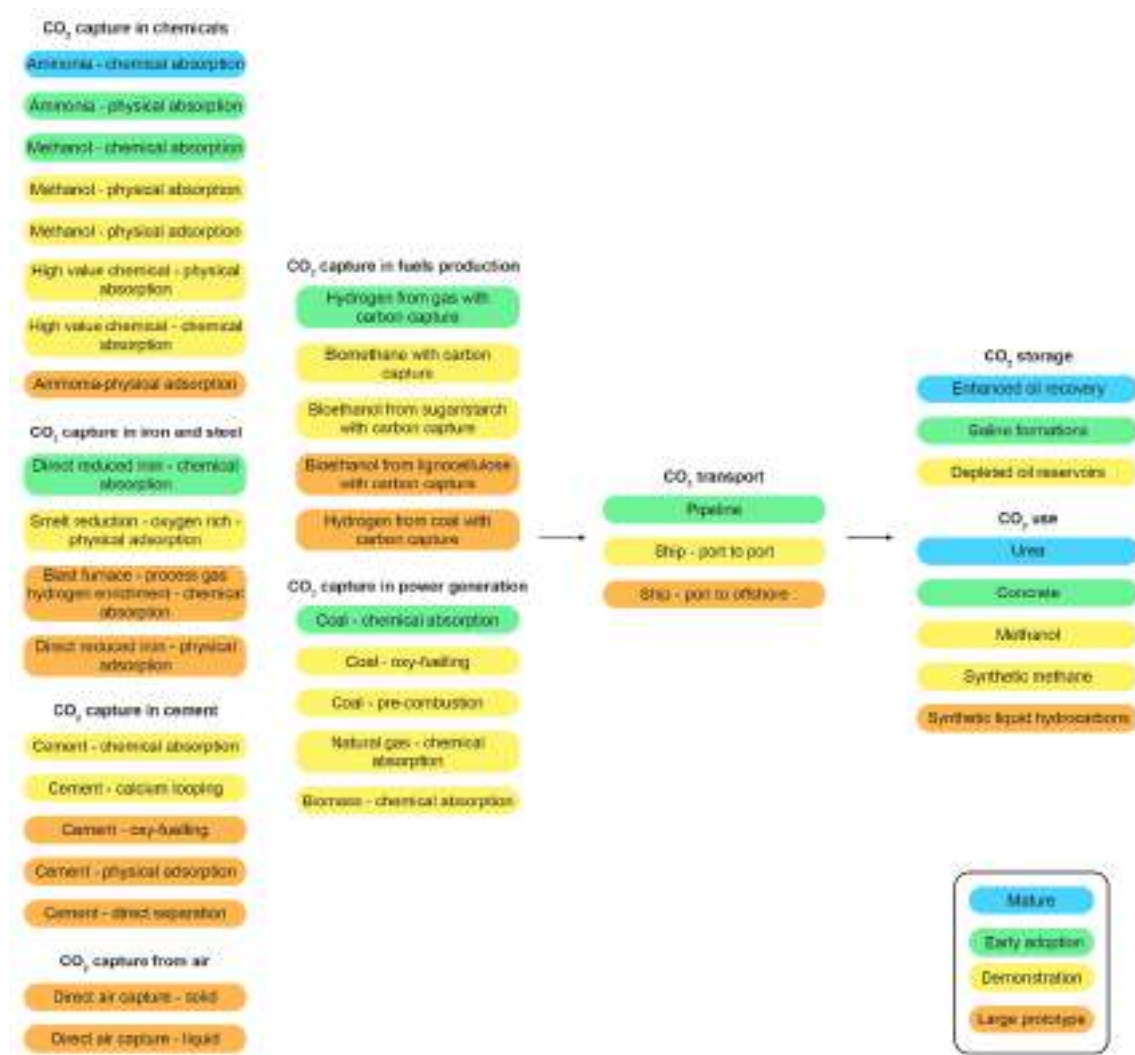 CO₂ capture in chemicals
Ammonia - chemical absorption
Ammonia - physical absorption
Methanol - chemical absorption
Methanol - physical absorption
Methanol - physical adsorption
High value chemical - physical
absorption
High value chemical - chemical
absorption
Ammonia-physical adsorption
CO₂ capture in iron and steel
Direct reduced iron - chemical
absorption
Smelt reduction - oxygen rich -
physical adsorption
Blast furnace - process gas
hydrogen enrichment - chemical
absorption
Direct reduced iron - physical
adsorption
CO₂ capture in cement
Cement - chemical absorption
Cement - calcium looping
Cement - oxy-fuelling
Cement - physical adsorption
Cement - direct separation
CO₂ capture from air
Direct air capture - solid
Direct air capture - liquid
CO₂ capture in fuels production
Hydrogen from gas with
carbon capture
Biomethane with carbon
capture
Bioethanol from sugar/starch
with carbon capture
Bioethanol from lignocellulose
with carbon capture
Hydrogen from coal with
carbon capture
CO₂ capture in power generation
Coal - chemical absorption
Coal - oxy-fuelling
Coal - pre-combustion
Natural gas - chemical
absorption
Biomass - chemical absorption
CO₂ transport
Pipeline
Ship - port to port
Ship - port to offshore
CO₂ storage
Enhanced oil recovery
Saline formations
Depleted oil reservoirs
CO₂ use
Urea
Concrete
Methanol
Synthetic methane
Synthetic liquid hydrocarbons
Mature
Early adoption
Demonstration
Large prototype